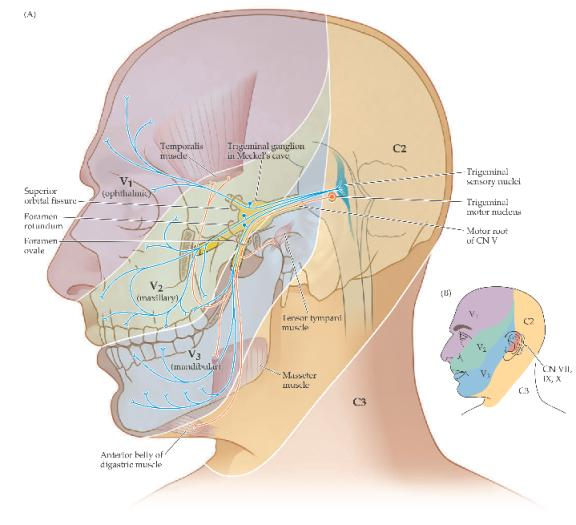 (A)
Temporalis
muscle
Trigeminal ganglion
in Meckel's cave
C2
V1
(ophthalmic)
Superior
orbital fissure
Foramen
rotundum
Foramen
ovale
Trigeminal
sensory nuclei
Trigeminal
motor nucleus
Motor root
of CN V
V2
(maxillary)
Tensor tympani
muscle
V3
(mandibular)
Masseter
muscle
C3
Anterior belly of
digastric muscle
(B)
V1
C2
V2
V3
CN VII,
IX, X
C3